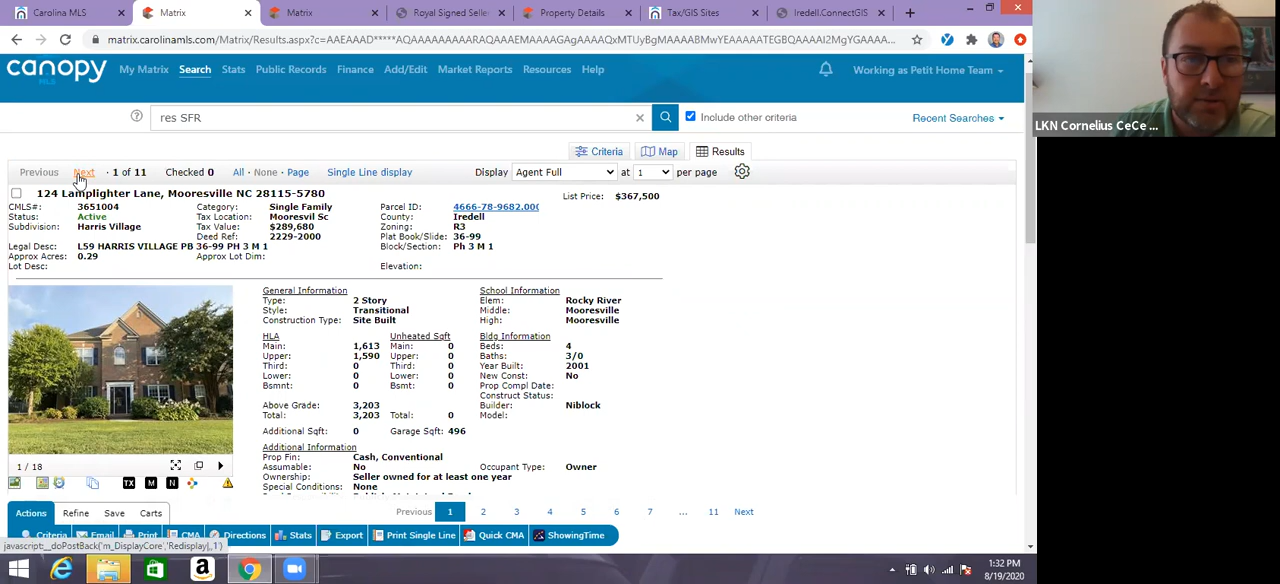 Canopy MLS
Matrix
Matrix
Royal Signed Selle
Property Details
Tax/GIS Sites
Iredell.ConnectGIS
matrix.carolinamls.com/Matrix/Results.aspx?c=AAEAAAD*****AQAAAAAAAAARAQAAAEMAAAAGAgAAAAQxMTUyBgMAAAABMwYEAAAAATEGBQAAAAI2MgYGAAAA...
canopy
MLS
My Matrix
Search
Stats
Public Records
Finance
Add/Edit
Market Reports
Resources
Help
Working as Petit Home Team
res SFR
Include other criteria
Recent Searches
Criteria
Map
Results
Previous Next · 1 of 11 Checked 0 All · None · Page Single Line display Display Agent Full at 1 per page
124 Lamplighter Lane, Mooresville NC 28115-5780
List Price: $367,500
CMLS#: 3651004 Category: Single Family Parcel ID: 4666-78-9682.000
Status: Active Tax Location: Mooresvil Sc County: Iredell
Subdivision: Harris Village Tax Value: $289,680 Zoning: R3
Deed Ref: 2229-2000 Plat Book/Slide: 36-99
Legal Desc: L59 HARRIS VILLAGE PB 36-99 PH 3 M 1 Block/Section: Ph 3 M 1
Approx Acres: 0.29 Approx Lot Dim:
Lot Desc: Elevation:
General Information School Information
Type: 2 Story Elem: Rocky River
Style: Transitional Middle: Mooresville
Construction Type: Site Built High: Mooresville
HLA Unheated Sqft Bldg Information
Main: 1,613 Main: 0 Beds: 4
Upper: 1,590 Upper: 0 Baths: 3/0
Third: 0 Third: 0 Year Built: 2001
Lower: 0 Lower: 0 New Const: No
Bsmnt: 0 Bsmt: 0 Prop Compl Date:
Construct Status:
Above Grade: 3,203 Builder: Niblock
Total: 3,203 Total: 0 Model:
Additional Sqft: 0 Garage Sqft: 496
Additional Information
Prop Fin: Cash, Conventional
Assumable: No Occupant Type: Owner
Ownership: Seller owned for at least one year
Special Conditions: None
1 / 18
TX M N
Actions Refine Save Carts
Previous 1 2 3 4 5 6 7 ... 11 Next
Criteria Email Print CMA Directions Stats Export Print Single Line Quick CMA ShowingTime
javascript:__doPostBack('m_DisplayCore','Redisplay|,,1')
1:32 PM
8/19/2020
LKN Cornelius CeCe ...